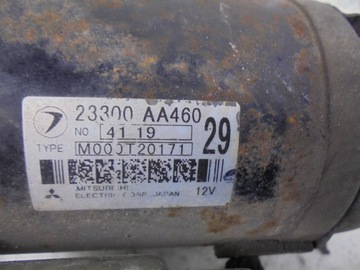 23300 AA460
NO 41 19
29
TYPE M000T20171
MITSUBISHI
ELECTRIC CORP. JAPAN 12V